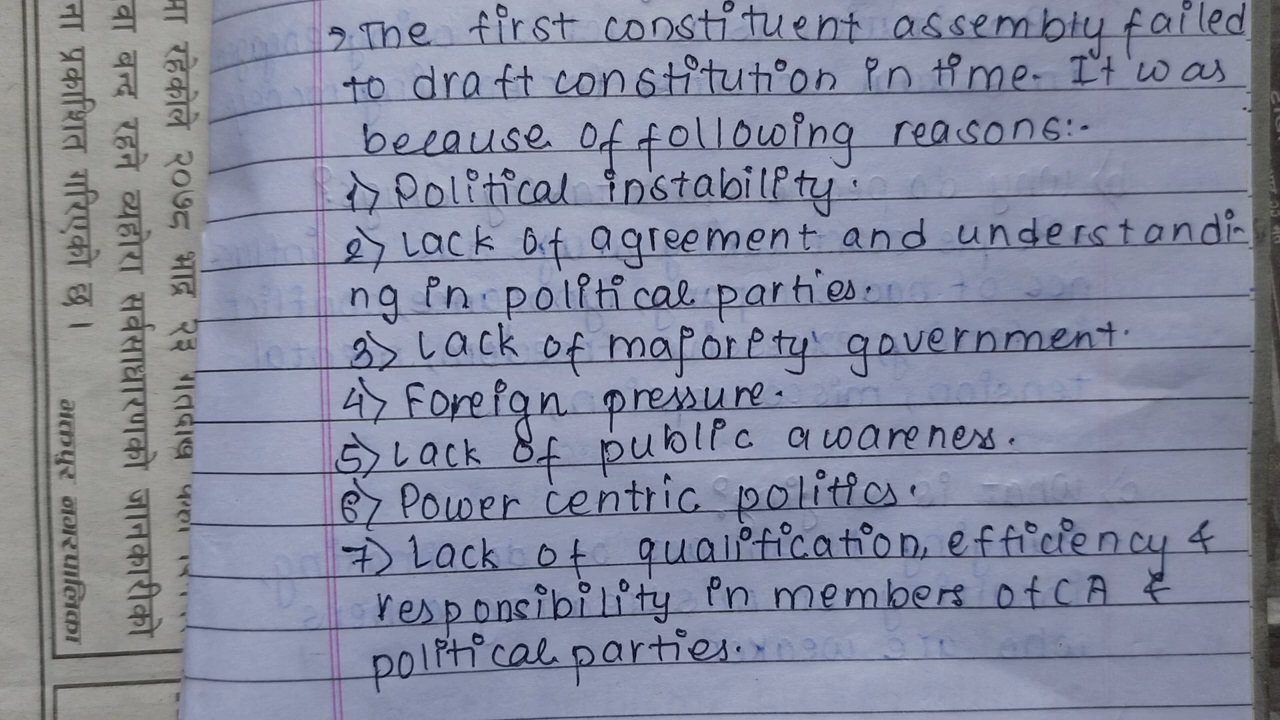 → The first constituent assembly failed
to draft constitution in time. It was
because of following reasons:-
1) Political instability.
2) Lack of agreement and understandi-
ng in political parties.
3) Lack of majority government.
4) Foreign pressure.
5) Lack of public awareness.
6) Power centric politics.
7) Lack of qualification, efficiency &
responsibility in members of CA &
political parties.
रहेकोले २०७८ भाद्र २२ गतदेखि
बन्द रहने व्यहोरा सर्वसाधारणको जानकारीको
प्रकाशित गरिएको छ ।
भक्तपुर नगरपालिका